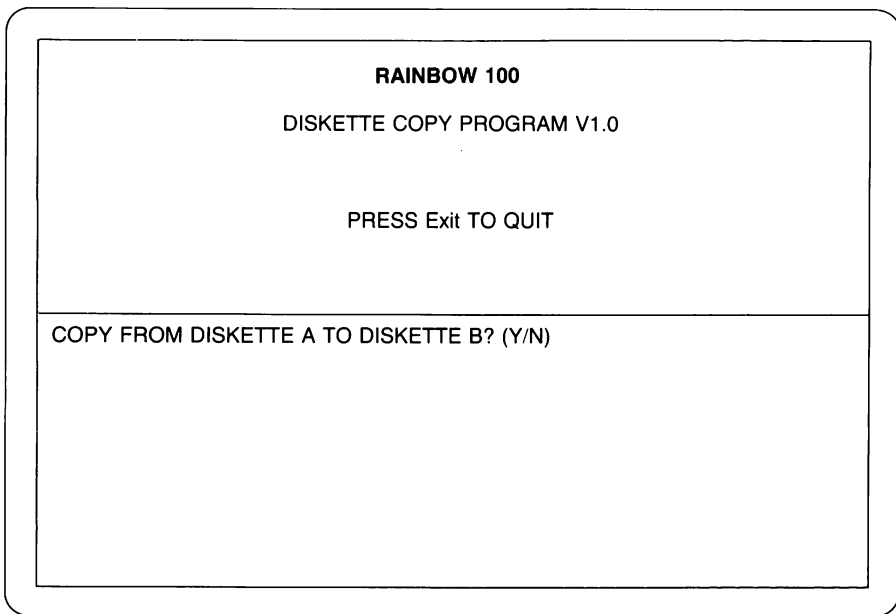 RAINBOW 100
DISKETTE COPY PROGRAM V1.0
PRESS Exit TO QUIT
COPY FROM DISKETTE A TO DISKETTE B? (Y/N)